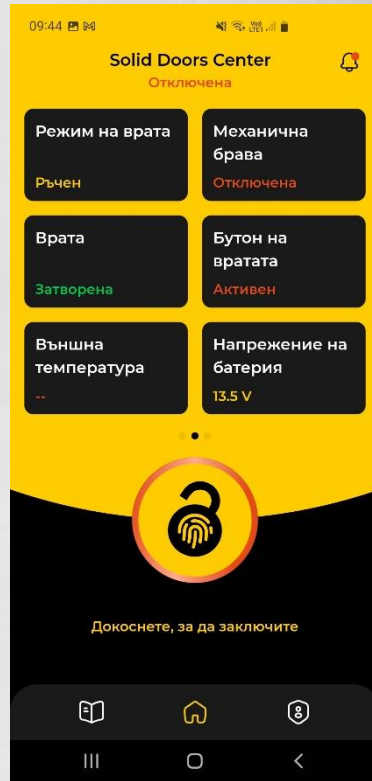 09:44
Solid Doors Center
Отключена
Режим на врата
Ръчен
Механична
брава
Отключена
Врата
Затворена
Бутон на
вратата
Активен
Външна
температура
--
Напрежение на
батерия
13.5 V
Докоснете, за да заключите